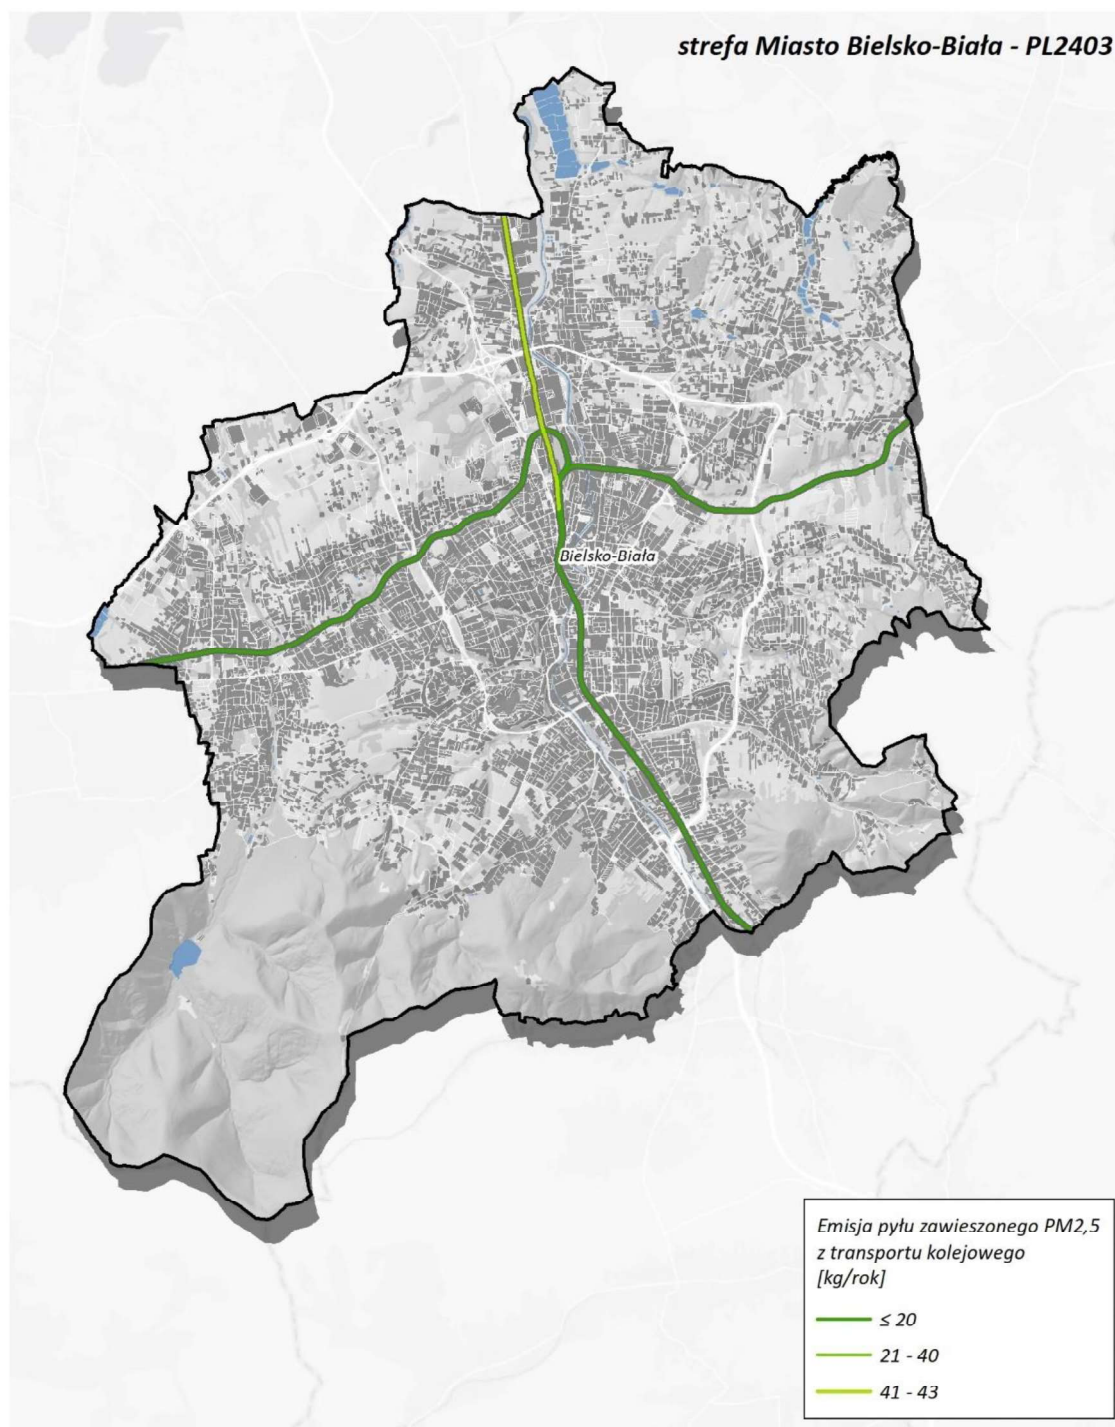 strefa Miasto Bielsko-Biała - PL2403
Bielsko-Biała
Emisja pyłu zawieszonego PM2,5
z transportu kolejowego
[kg/rok]
≤ 20
21 - 40
41 - 43